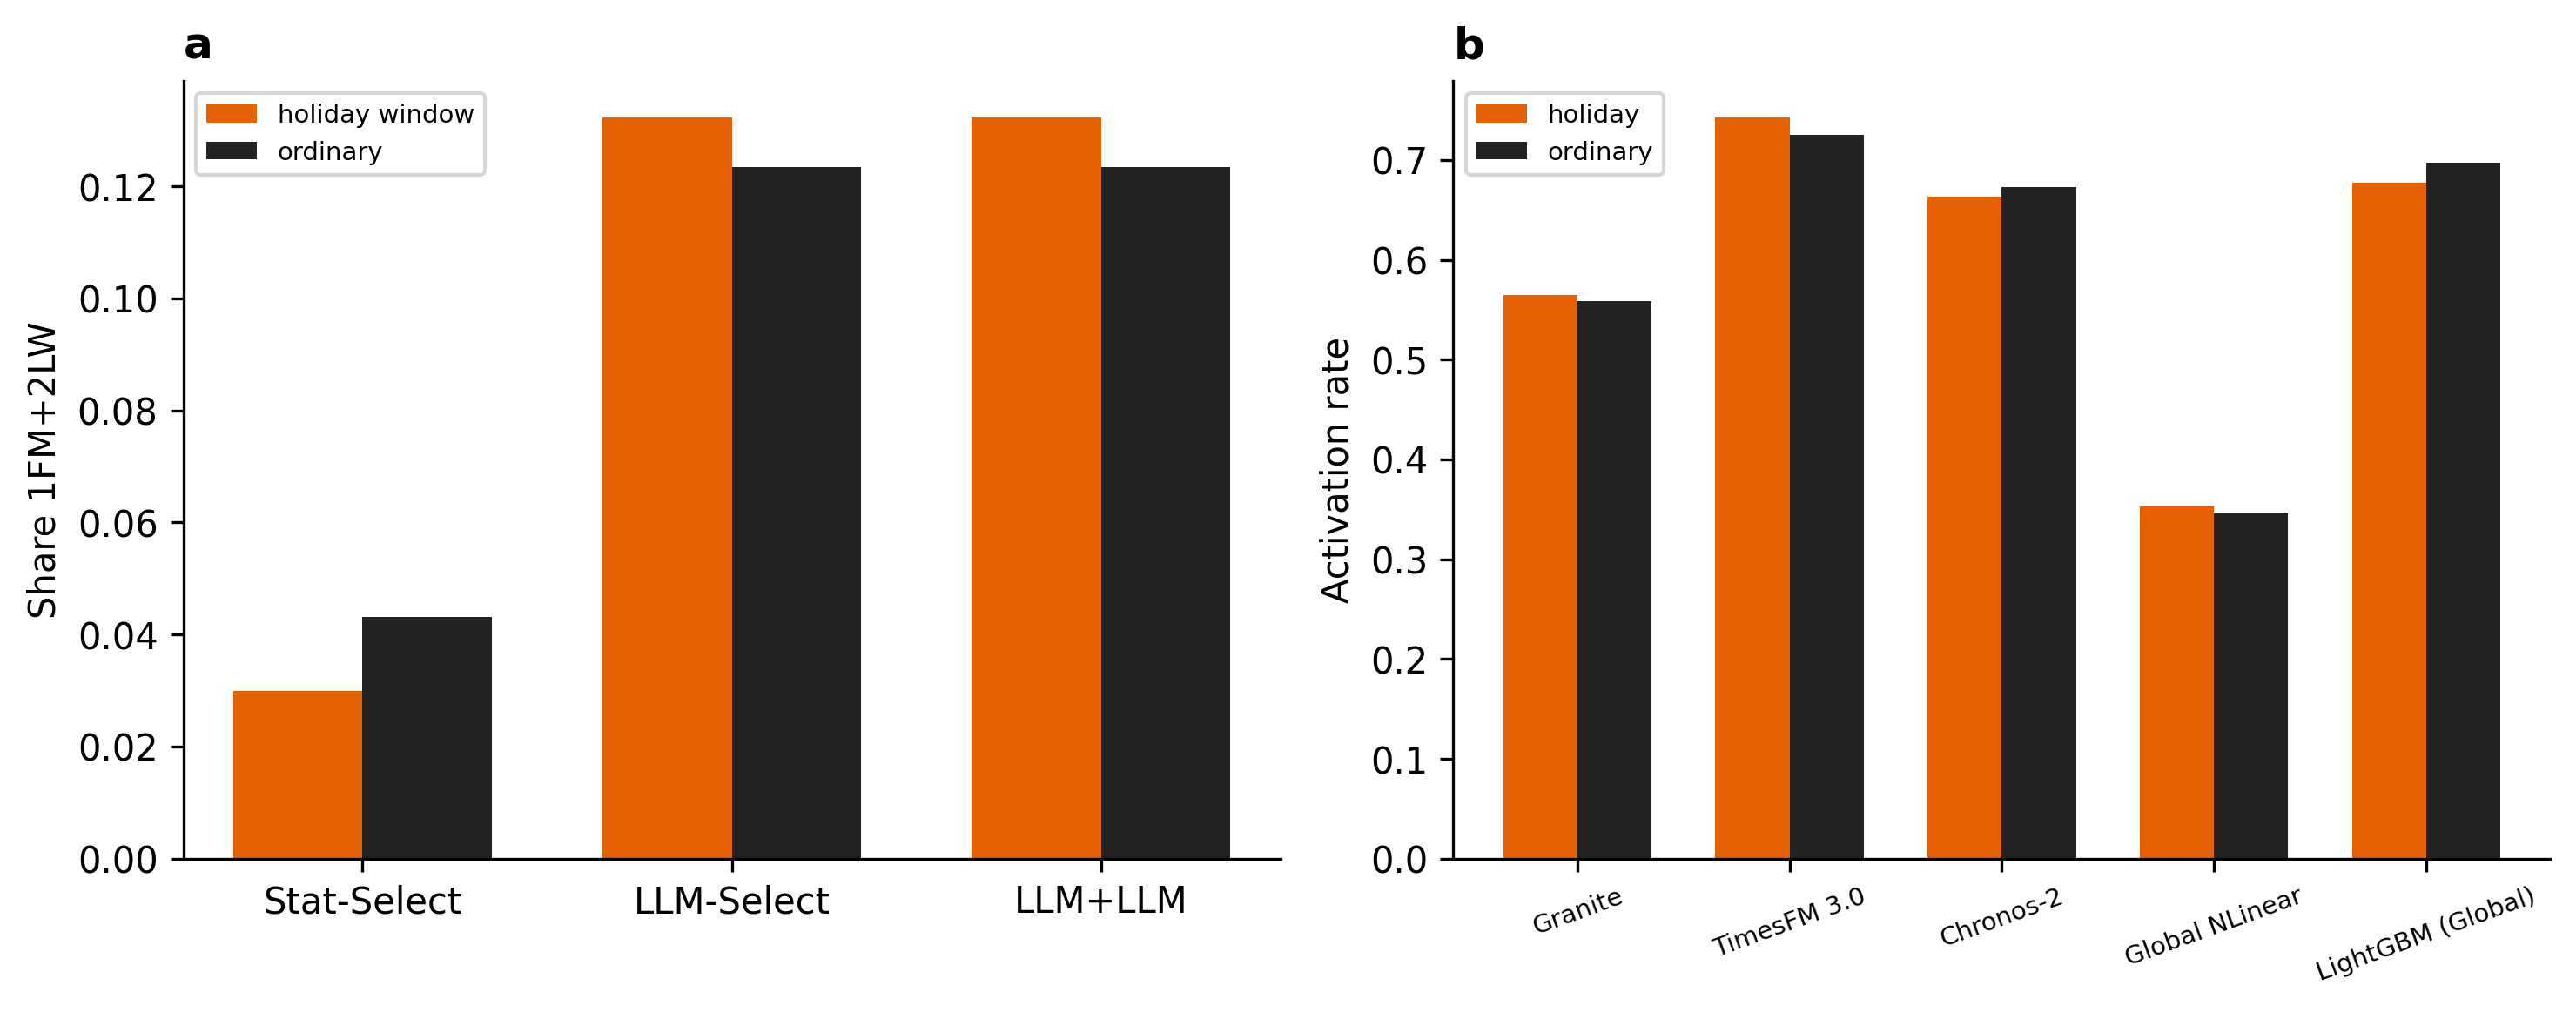 a
holiday window
ordinary
Share 1FM+2LW
0.12
0.10
0.08
0.06
0.04
0.02
0.00
Stat-Select
LLM-Select
LLM+LLM
b
holiday
ordinary
Activation rate
0.7
0.6
0.5
0.4
0.3
0.2
0.1
0.0
Granite
TimesFM 3.0
Chronos-2
Global NLinear
LightGBM (Global)